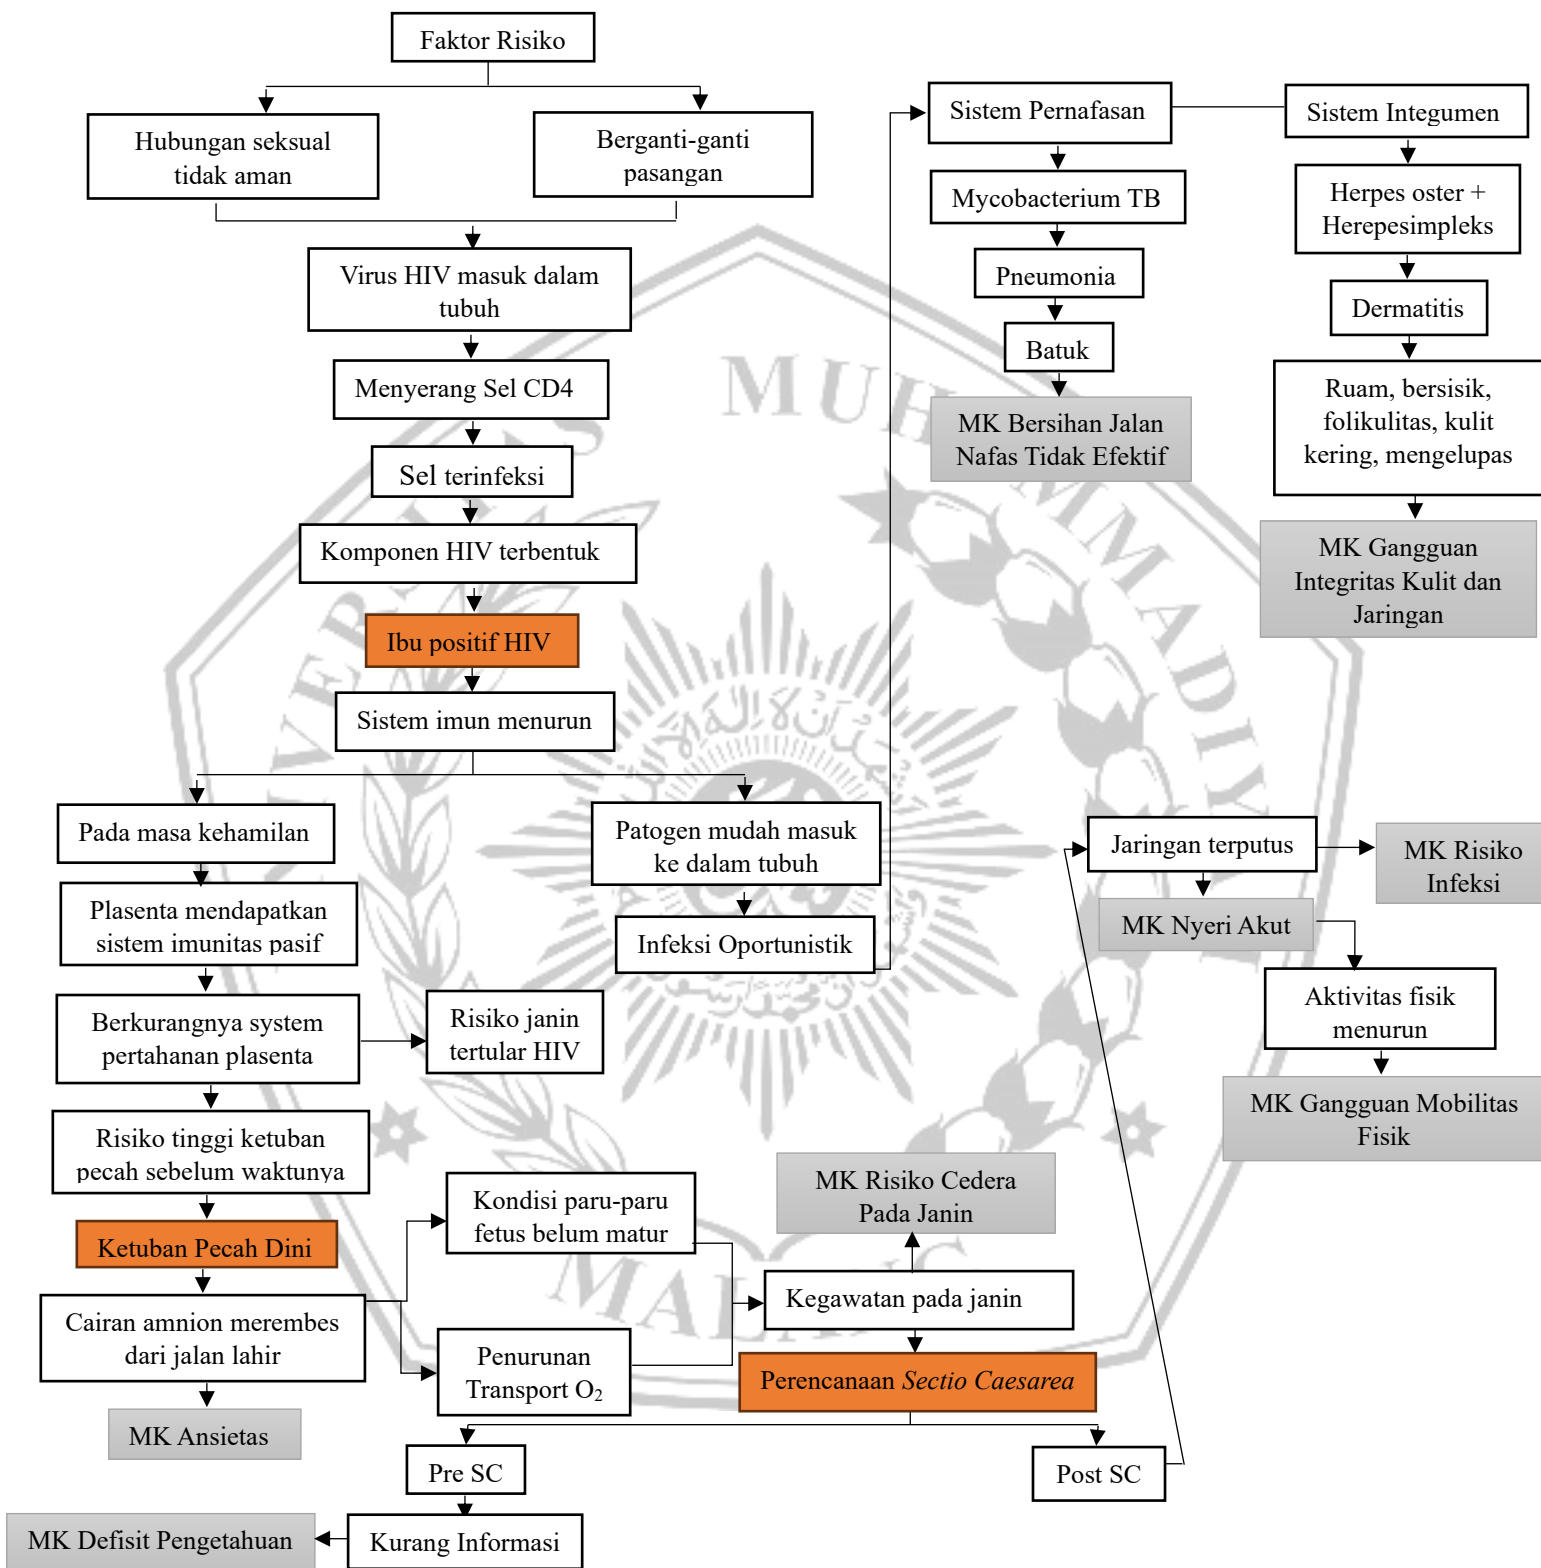 Faktor Risiko
Hubungan seksual
tidak aman
Berganti-ganti
pasangan
Virus HIV masuk dalam
tubuh
Menyerang Sel CD4
Sel terinfeksi
Komponen HIV terbentuk
Ibu positif HIV
Sistem imun menurun
Pada masa kehamilan
Plasenta mendapatkan
sistem imunitas pasif
Berkurangnya system
pertahanan plasenta
Risiko janin
tertular HIV
Risiko tinggi ketuban
pecah sebelum waktunya
Ketuban Pecah Dini
Cairan amnion merembes
dari jalan lahir
MK Ansietas
Patogen mudah masuk
ke dalam tubuh
Infeksi Oportunistik
Sistem Pernafasan
Mycobacterium TB
Pneumonia
Batuk
MK Bersihan Jalan
Nafas Tidak Efektif
Sistem Integumen
Herpes oster +
Herepesimpleks
Dermatitis
Ruam, bersisik,
folikulitas, kulit
kering, mengelupas
MK Gangguan
Integritas Kulit dan
Jaringan
Kondisi paru-paru
fetus belum matur
Penurunan
Transport O₂
MK Risiko Cedera
Pada Janin
Kegawatan pada janin
Perencanaan Sectio Caesarea
Pre SC
Kurang Informasi
MK Defisit Pengetahuan
Post SC
Jaringan terputus
MK Risiko
Infeksi
MK Nyeri Akut
Aktivitas fisik
menurun
MK Gangguan Mobilitas
Fisik
MUHAMMADIYAH
MALANG